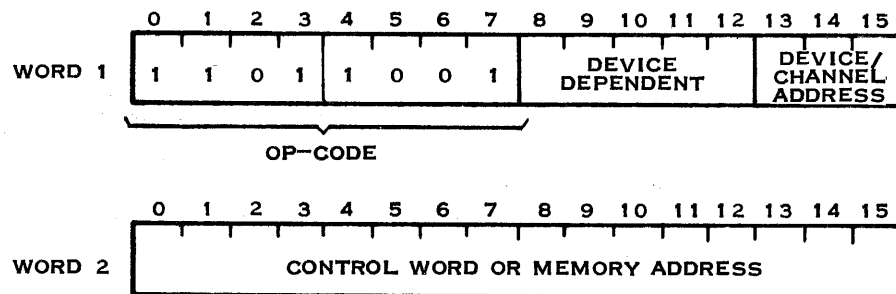 0 1 2 3 4 5 6 7 8 9 10 11 12 13 14 15
WORD 1 1 1 0 1 1 0 0 1 DEVICE DEPENDENT DEVICE/ CHANNEL ADDRESS
OP-CODE
0 1 2 3 4 5 6 7 8 9 10 11 12 13 14 15
WORD 2 CONTROL WORD OR MEMORY ADDRESS